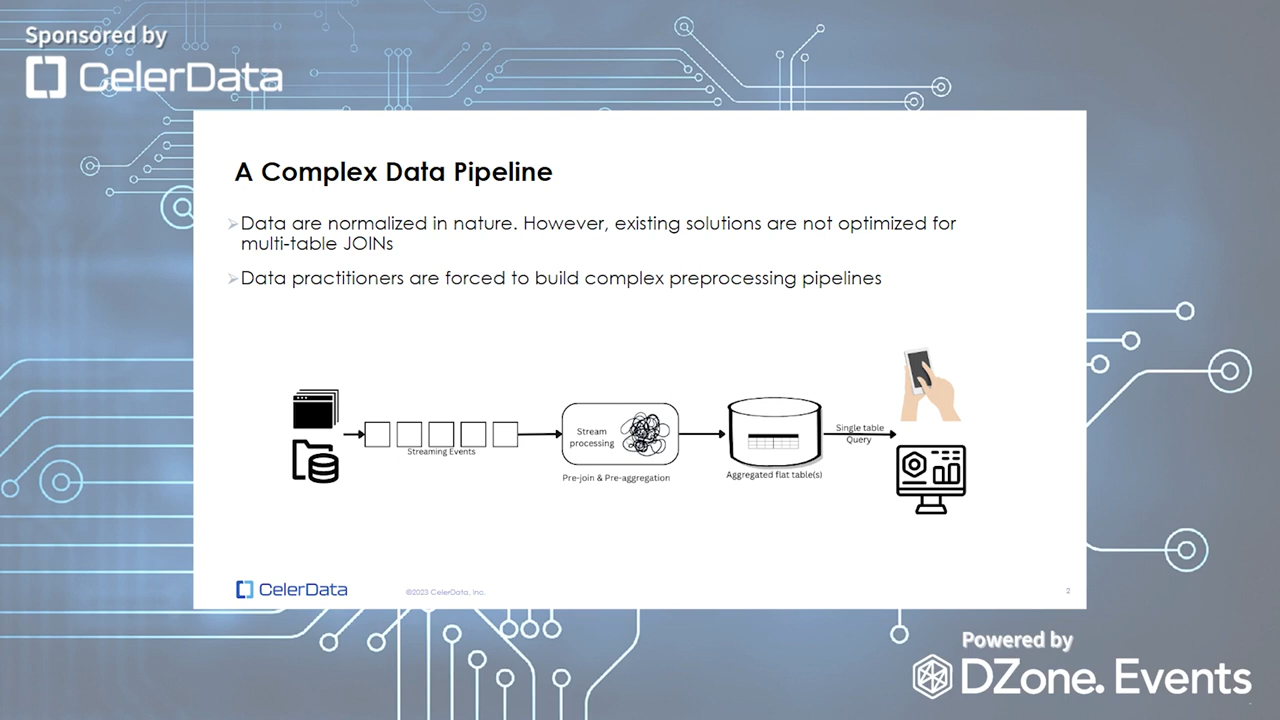 Sponsored by
CelerData
A Complex Data Pipeline
Data are normalized in nature. However, existing solutions are not optimized for
multi-table JOINs
Data practitioners are forced to build complex preprocessing pipelines
Streaming Events
Stream
processing
Pre-join & Pre-aggregation
Aggregated flat table(s)
Single table
Query
CelerData
©2023 CelerData, Inc.
2
Powered by
DZone. Events